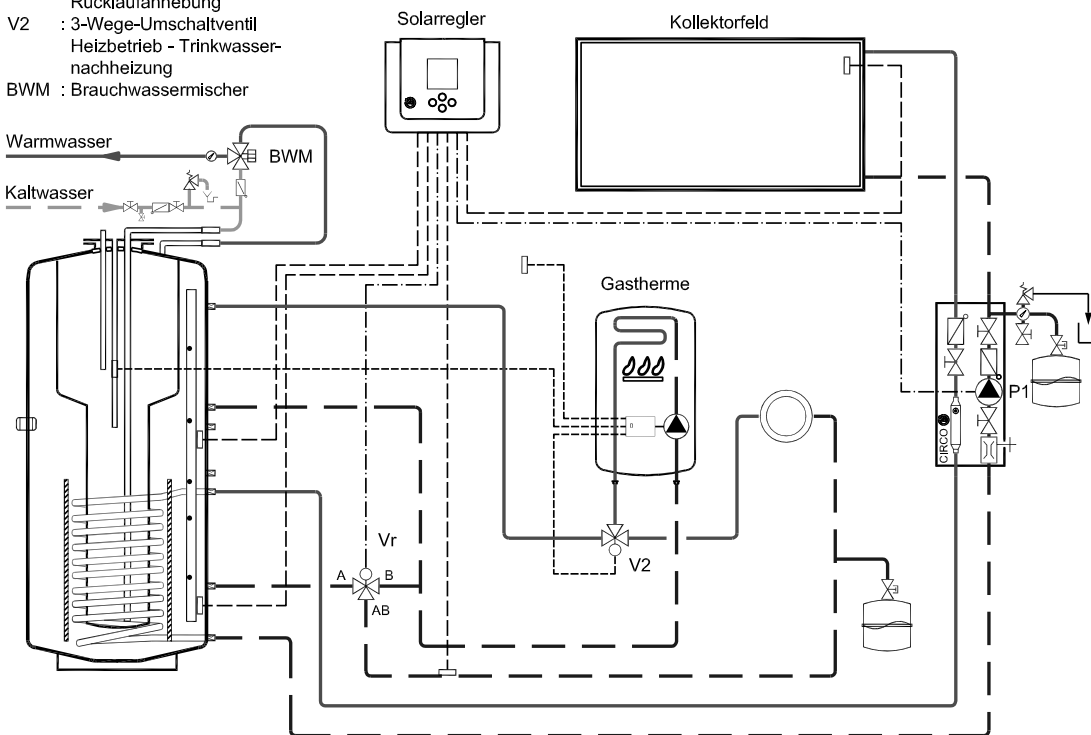 Rücklaufanhebung
V2 : 3-Wege-Umschaltventil
Heizbetrieb - Trinkwasser-
nachheizung
BWM : Brauchwassermischer
Solarregler
Kollektorfeld
Warmwasser
BWM
Kaltwasser
Gastherme
P1
CIRCO
Vr
V2
A
B
AB